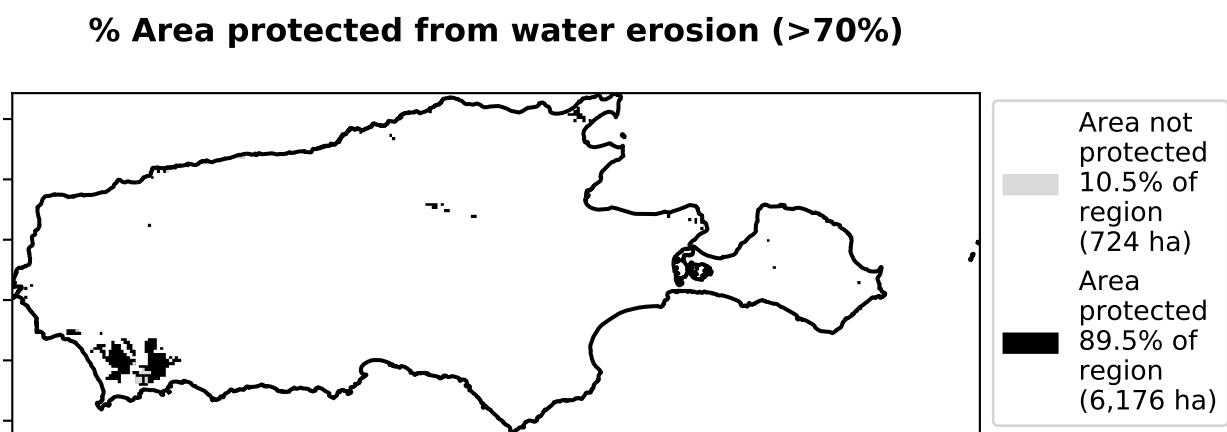 % Area protected from water erosion (>70%)
Area not
protected
10.5% of
region
(724 ha)
Area
protected
89.5% of
region
(6,176 ha)